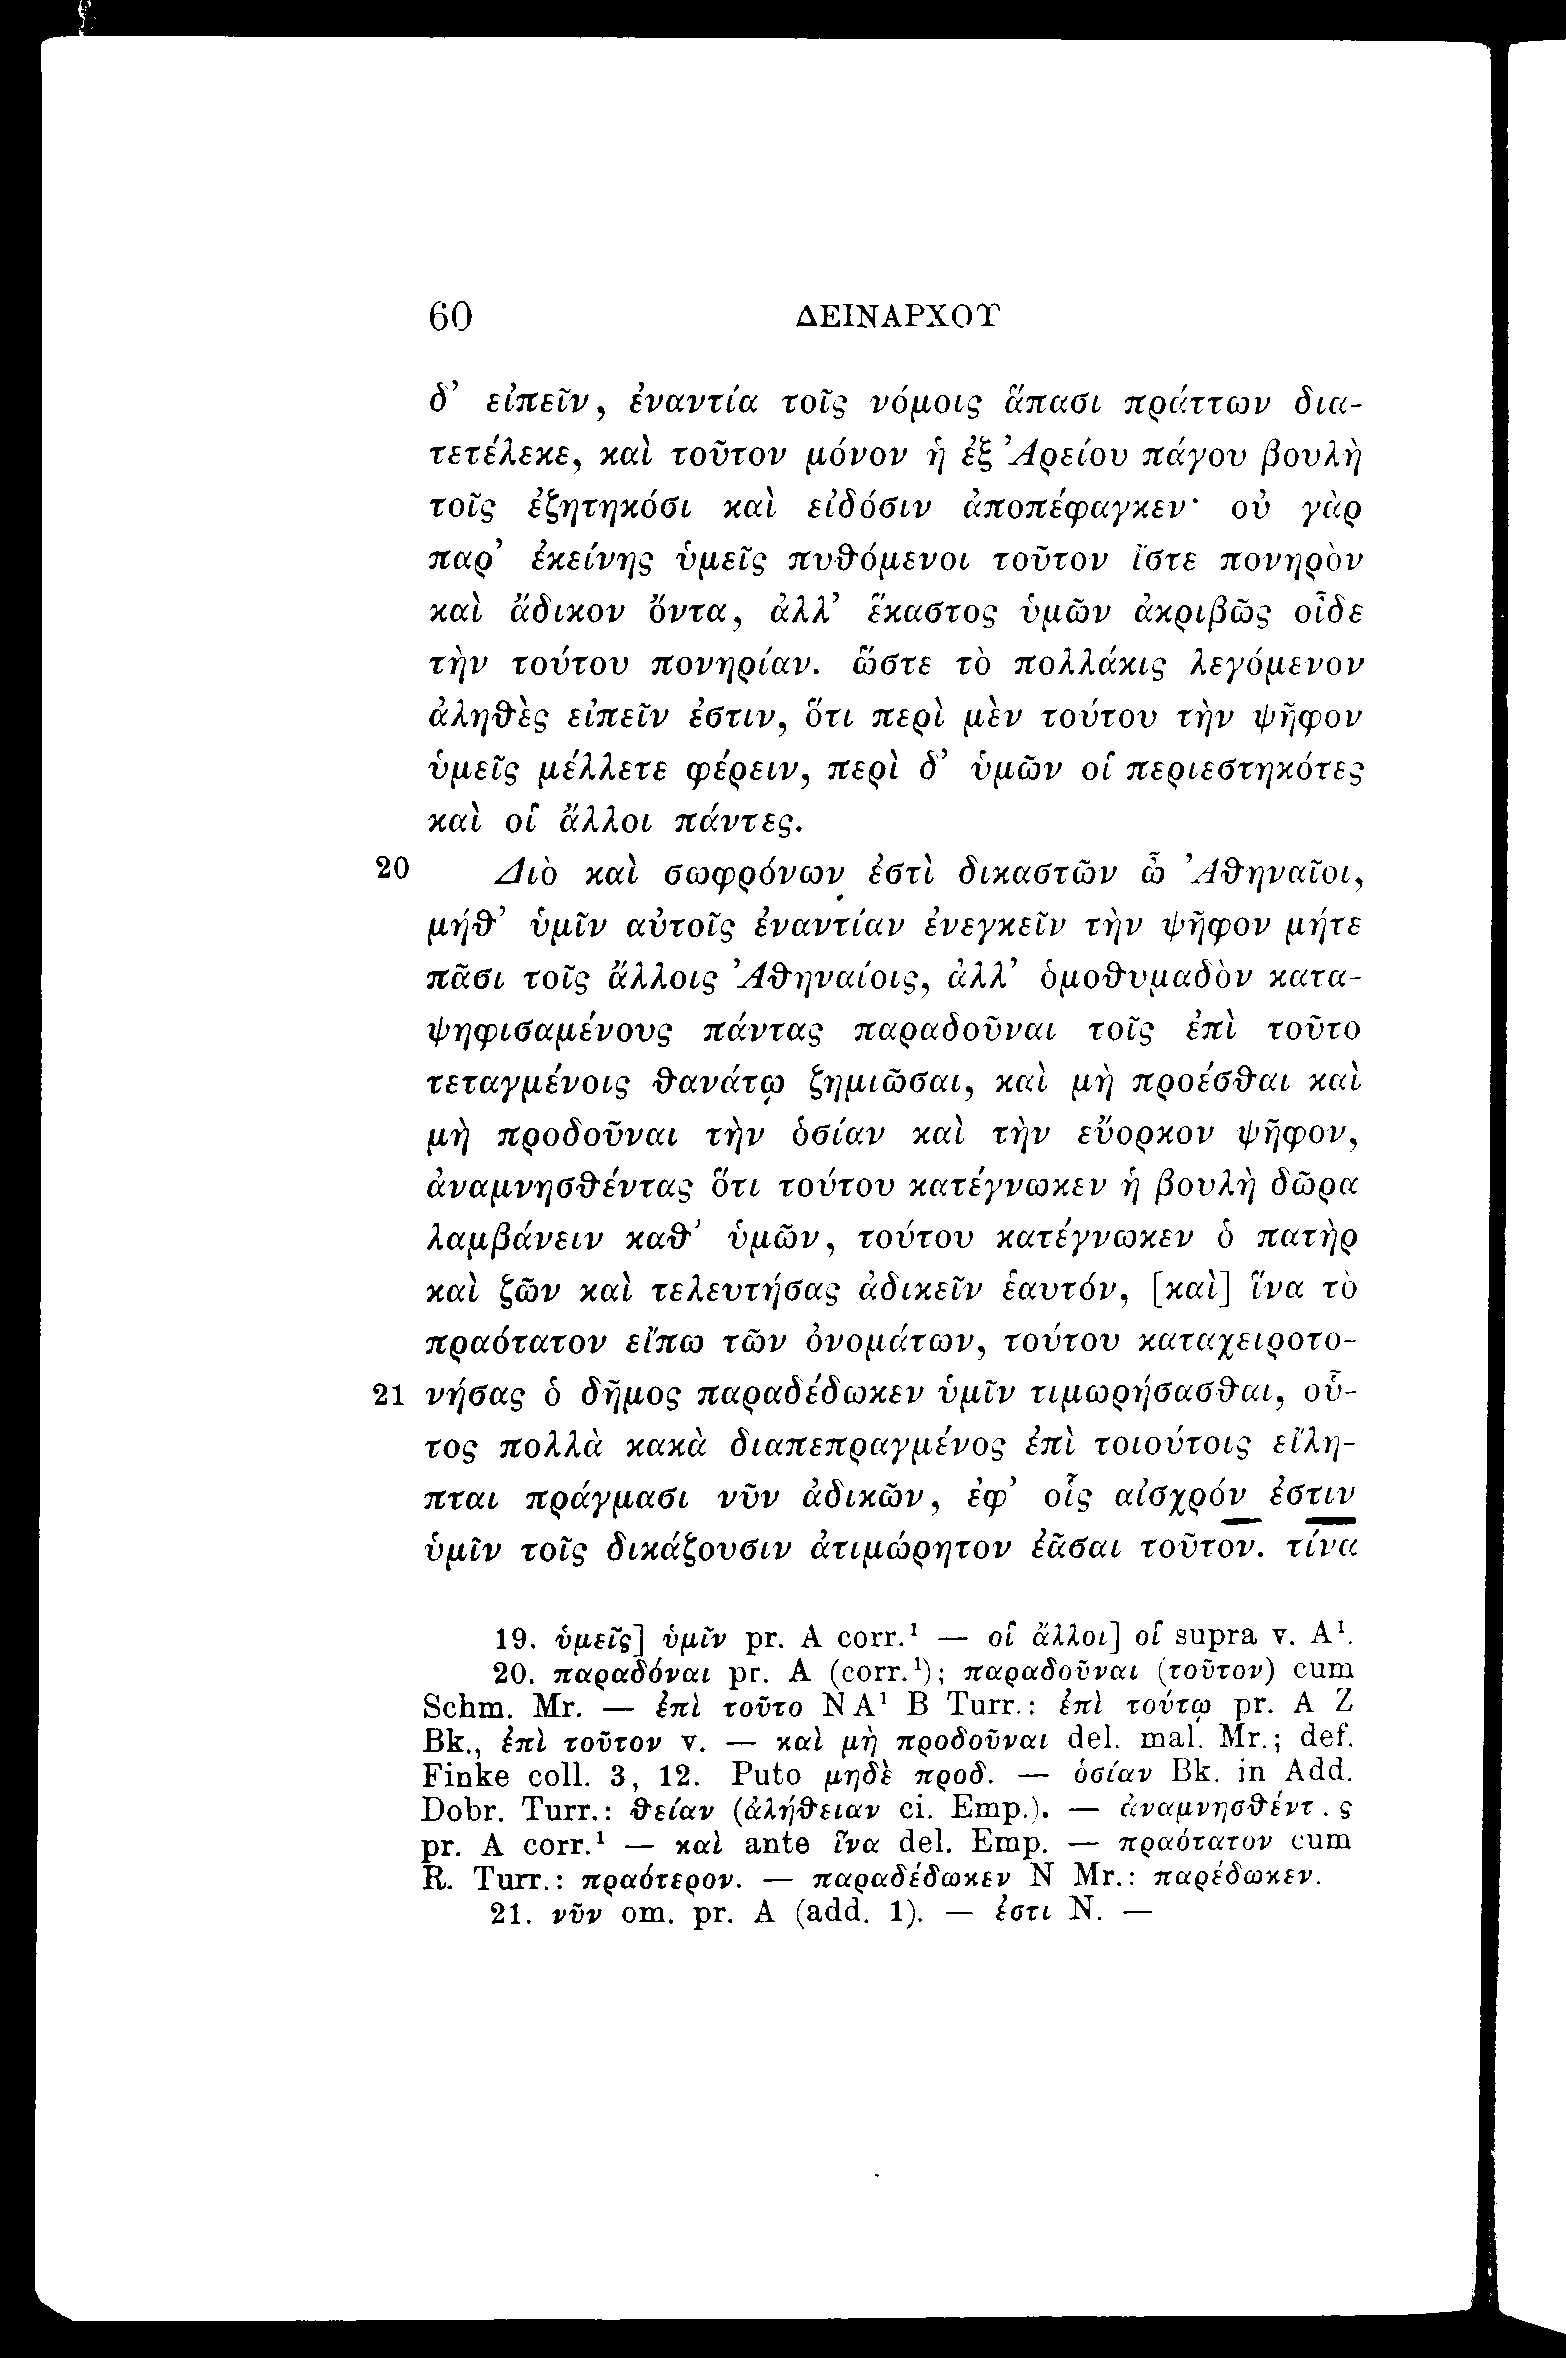 60 ΔΕΙΝΑΡΧΟΥ
δ’ εἰπεῖν, ἐναντία τοῖς νόμοις ἅπασι πράττων δια-
τετέλεκε, καὶ τοῦτον μόνον ἡ ἐξ Ἀρείου πάγου βουλὴ
τοῖς ἐζητηκόσι καὶ εἰδόσιν ἀποπέφαγκεν· οὐ γὰρ
παρ’ ἐκείνης ὑμεῖς πυθόμενοι τοῦτον ἴστε πονηρὸν
καὶ ἄδικον ὄντα, ἀλλ’ ἕκαστος ὑμῶν ἀκριβῶς οἶδε
τὴν τούτου πονηρίαν. ὥστε τὸ πολλάκις λεγόμενον
ἀληθὲς εἰπεῖν ἐστιν, ὅτι περὶ μὲν τούτου τὴν ψῆφον
ὑμεῖς μέλλετε φέρειν, περὶ δ’ ὑμῶν οἱ περιεστηκότες
καὶ οἱ ἄλλοι πάντες.
20 Διὸ καὶ σωφρόνων ἐστὶ δικαστῶν ὦ Ἀθηναῖοι,
μήθ’ ὑμῖν αὐτοῖς ἐναντίαν ἐνεγκεῖν τὴν ψῆφον μήτε
πᾶσι τοῖς ἄλλοις Ἀθηναίοις, ἀλλ’ ὁμοθυμαδὸν κατα-
ψηφισαμένους πάντας παραδοῦναι τοῖς ἐπὶ τοῦτο
τεταγμένοις θανάτῳ ζημιῶσαι, καὶ μὴ προέσθαι καὶ
μὴ προδοῦναι τὴν ὁσίαν καὶ τὴν εὔορκον ψῆφον,
ἀναμνησθέντας ὅτι τούτου κατέγνωκεν ἡ βουλὴ δῶρα
λαμβάνειν καθ’ ὑμῶν, τούτου κατέγνωκεν ὁ πατὴρ
καὶ ζῶν καὶ τελευτήσας ἀδικεῖν ἑαυτόν, [καὶ] ἵνα τὸ
πραότατον εἴπω τῶν ὀνομάτων, τούτου καταχειροτο-
21 νήσας ὁ δῆμος παραδέδωκεν ὑμῖν τιμωρήσασθαι, οὗ-
τος πολλὰ κακὰ διαπεπραγμένος ἐπὶ τοιούτοις εἴλη-
πται πράγμασι νῦν ἀδικῶν, ἐφ’ οἷς αἰσχρόν ἐστιν
ὑμῖν τοῖς δικάζουσιν ἀτιμώρητον ἐᾶσαι τοῦτον. τίνα
19. ὑμεῖς] ὑμῖν pr. A corr.¹ — οἱ ἄλλοι] οἱ supra v. A¹.
20. παραδόναι pr. A (corr.¹); παραδοῦναι (τοῦτον) cum
Schm. Mr. — ἐπὶ τοῦτο N A¹ B Turr.: ἐπὶ τούτῳ pr. A Z
Bk., ἐπὶ τοῦτον v. — καὶ μὴ προδοῦναι del. mal. Mr.; def.
Finke coll. 3, 12. Puto μηδὲ προδ. — ὁσίαν Bk. in Add.
Dobr. Turr.: θείαν (ἀλήθειαν ci. Emp.). — ἀναμνησθέντ . ς
pr. A corr.¹ — καὶ ante ἵνα del. Emp. — πραότατον cum
R. Turr.: πραότερον. — παραδέδωκεν N Mr.: παρέδωκεν.
21. νῦν om. pr. A (add. 1). — ἐστι N. —